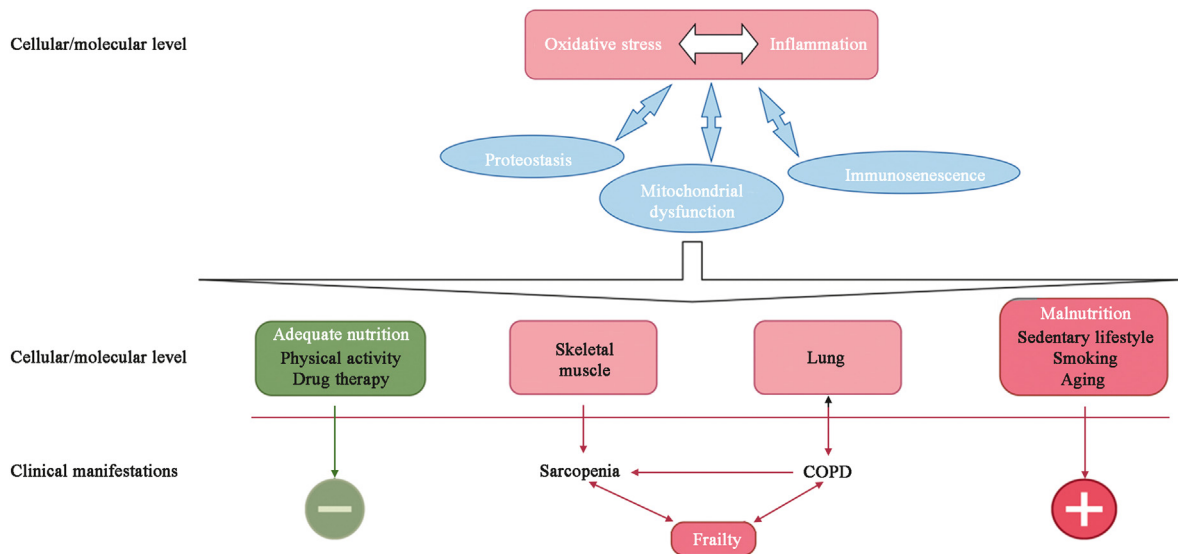 Cellular/molecular level
Oxidative stress
Inflammation
Proteostasis
Immunosenescence
Mitochondrial
dysfunction
Cellular/molecular level
Adequate nutrition
Physical activity
Drug therapy
Skeletal
muscle
Lung
Malnutrition
Sedentary lifestyle
Smoking
Aging
Clinical manifestations
Sarcopenia
COPD
Frailty